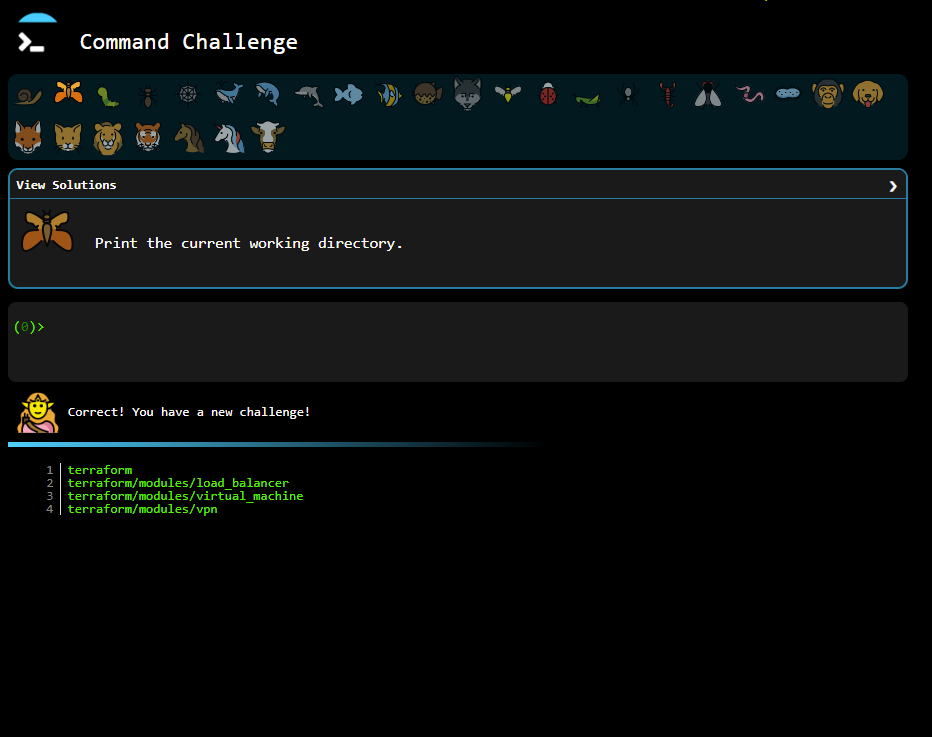 Command Challenge
View Solutions
Print the current working directory.
(0)>
Correct! You have a new challenge!
1 terraform
2 terraform/modules/load_balancer
3 terraform/modules/virtual_machine
4 terraform/modules/vpn